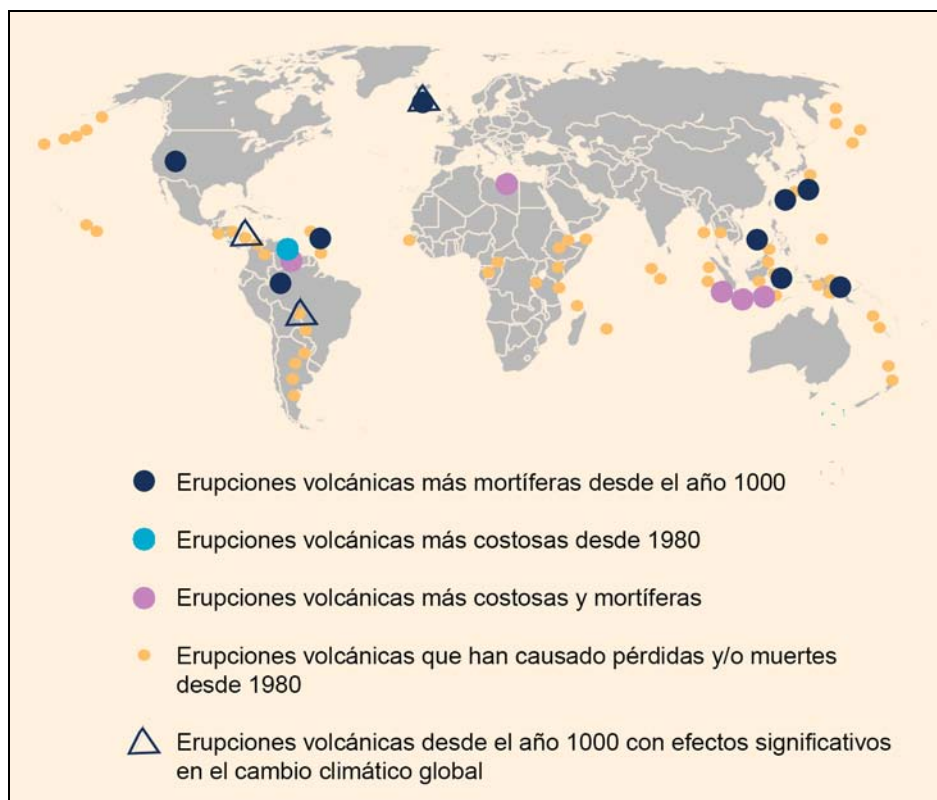 Erupciones volcánicas más mortíferas desde el año 1000
Erupciones volcánicas más costosas desde 1980
Erupciones volcánicas más costosas y mortíferas
Erupciones volcánicas que han causado pérdidas y/o muertes
desde 1980
Erupciones volcánicas desde el año 1000 con efectos significativos
en el cambio climático global